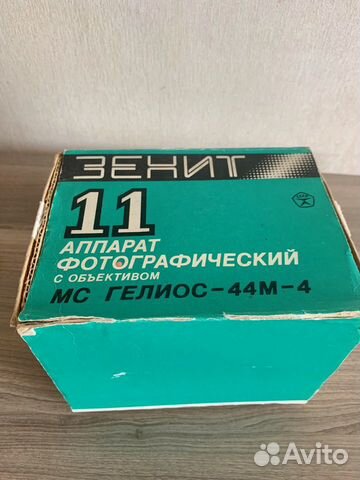 ЗЕНИТ
11
АППАРАТ
ФОТОГРАФИЧЕСКИЙ
С ОБЪЕКТИВОМ
МС ГЕЛИОС-44М-4
Avito